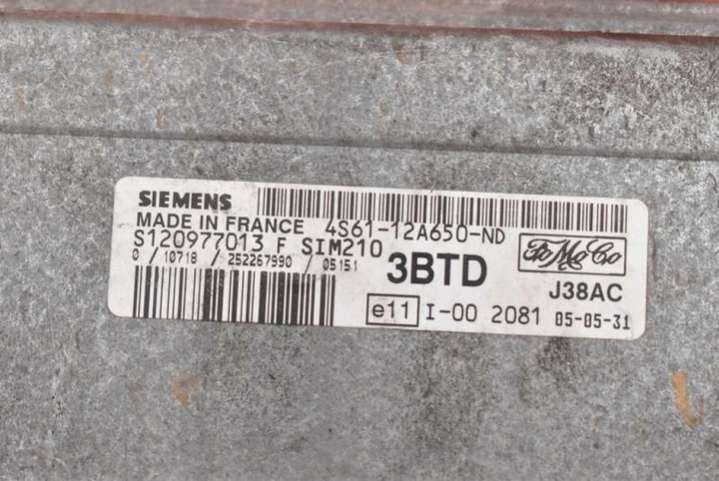 SIEMENS
MADE IN FRANCE 4S61-12A650-ND
S120977013 F SIM210
0 / 10718 / 252267990 / 05151
3BTD
FoMoCo
J38AC
e11 I-00 2081 05-05-31